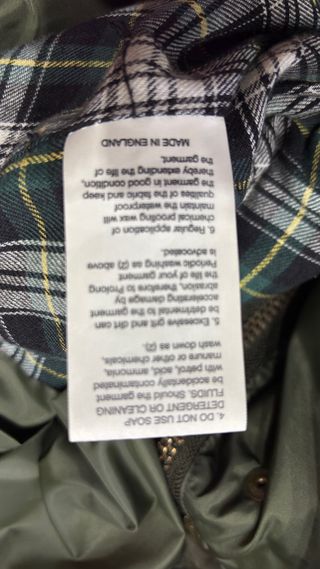 4. DO NOT USE SOAP
DETERGENT OR CLEANING
FLUIDS. Should the garment
be accidentally contaminated
with petrol, acid, ammonia,
manure or other chemicals,
wash down as (2).
5. Excessive grit and dirt can
be detrimental to garment
accelerating damage by
abrasion, therefore to Prolong
the life of your garment
Periodic washing as (2) above
is advocated.
6. Regular application of
chemical proofing wax will
maintain the waterproof
qualities of the fabric and keep
the garment in good condition,
thereby extending the life of
the garment.
MADE IN ENGLAND